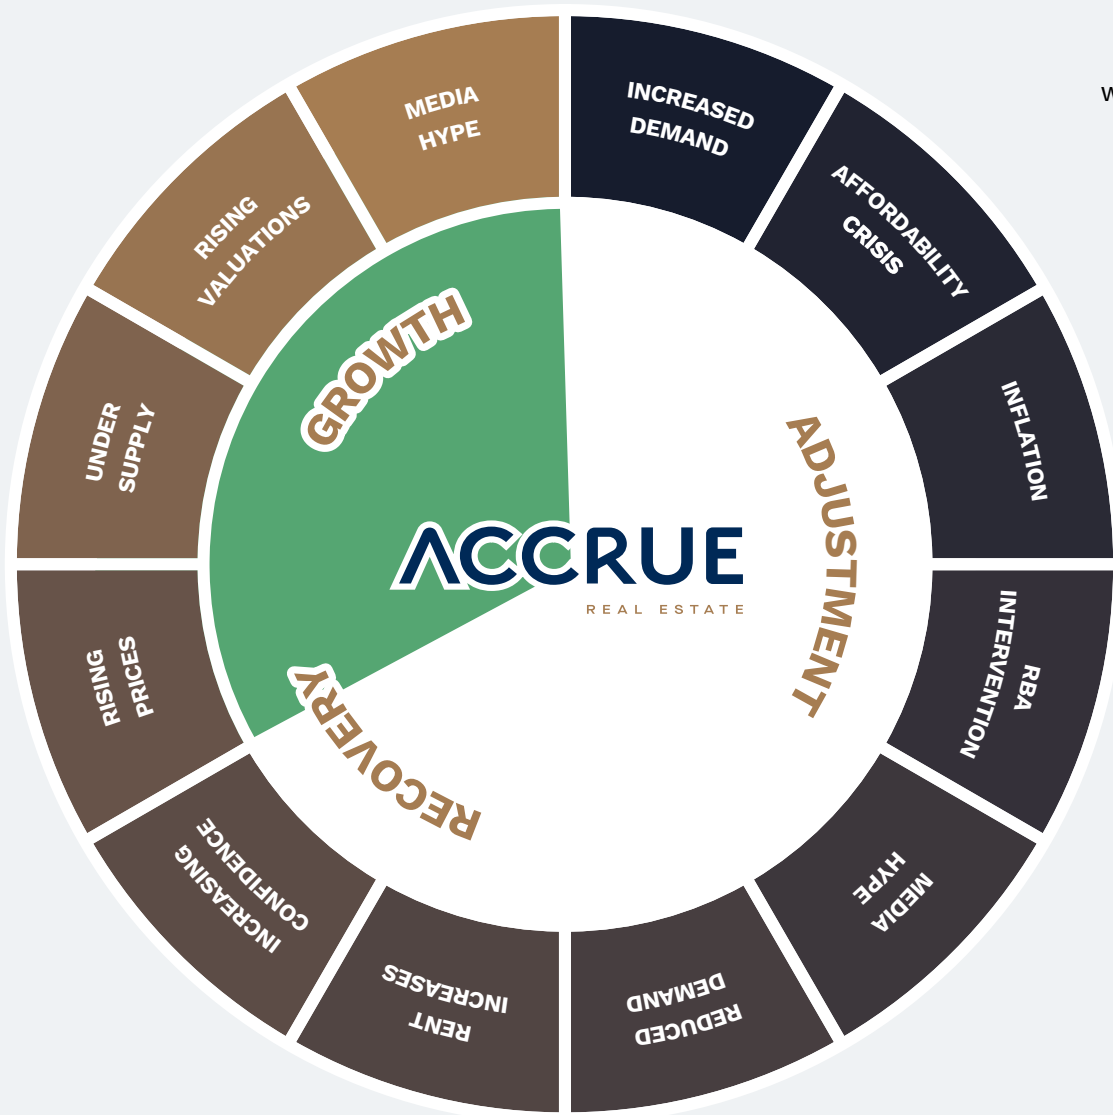 INCREASED
DEMAND
AFFORDABILITY
CRISIS
INFLATION
RBA
INTERVENTION
MEDIA
HYPE
REDUCED
DEMAND
RENT
INCREASES
INCREASING
CONFIDENCE
RISING
PRICES
UNDER
SUPPLY
RISING
VALUATIONS
MEDIA
HYPE
GROWTH
ADJUSTMENT
RECOVERY
ACCRUE
REAL ESTATE